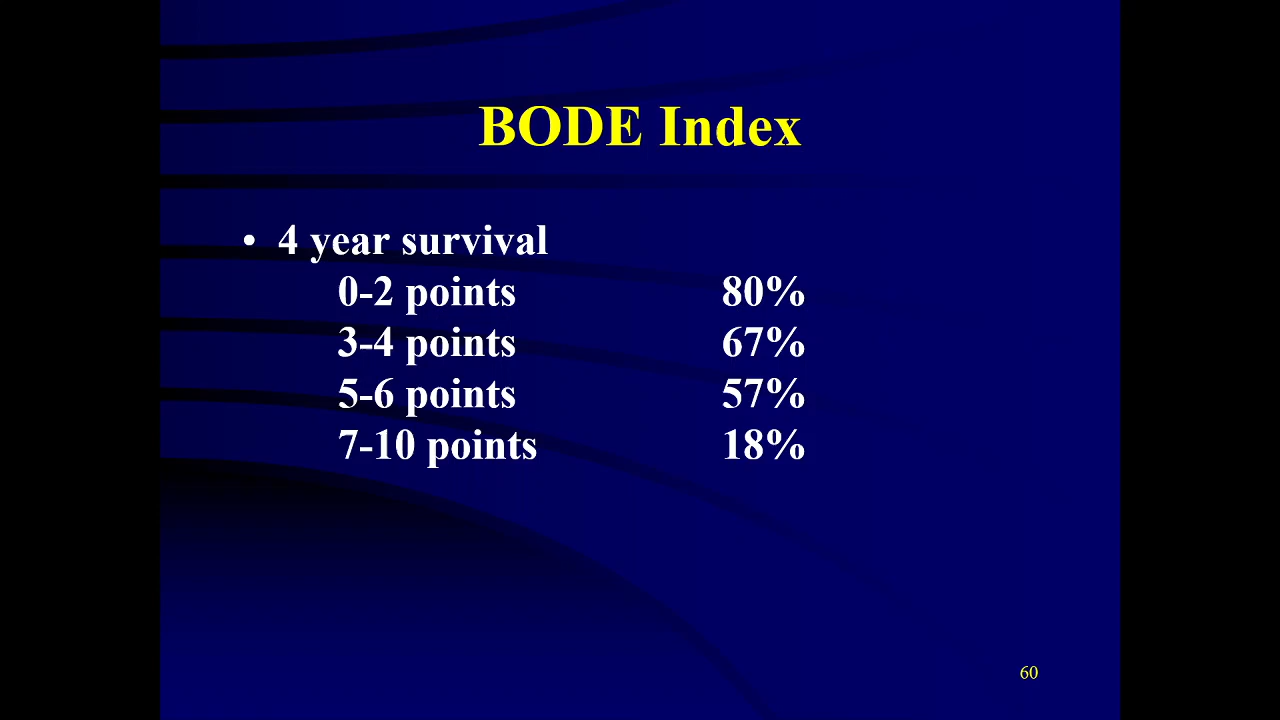 BODE Index
• 4 year survival
0-2 points 80%
3-4 points 67%
5-6 points 57%
7-10 points 18%
60